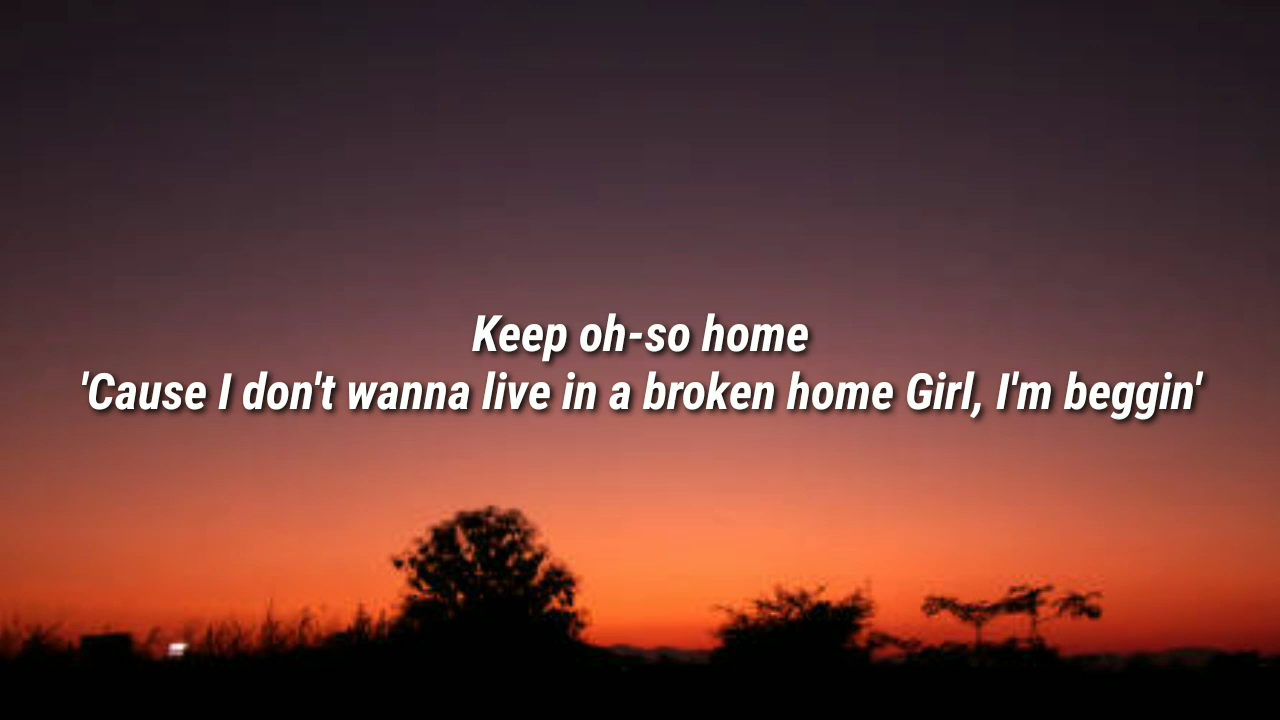 Keep oh-so home
'Cause I don't wanna live in a broken home Girl, I'm beggin'